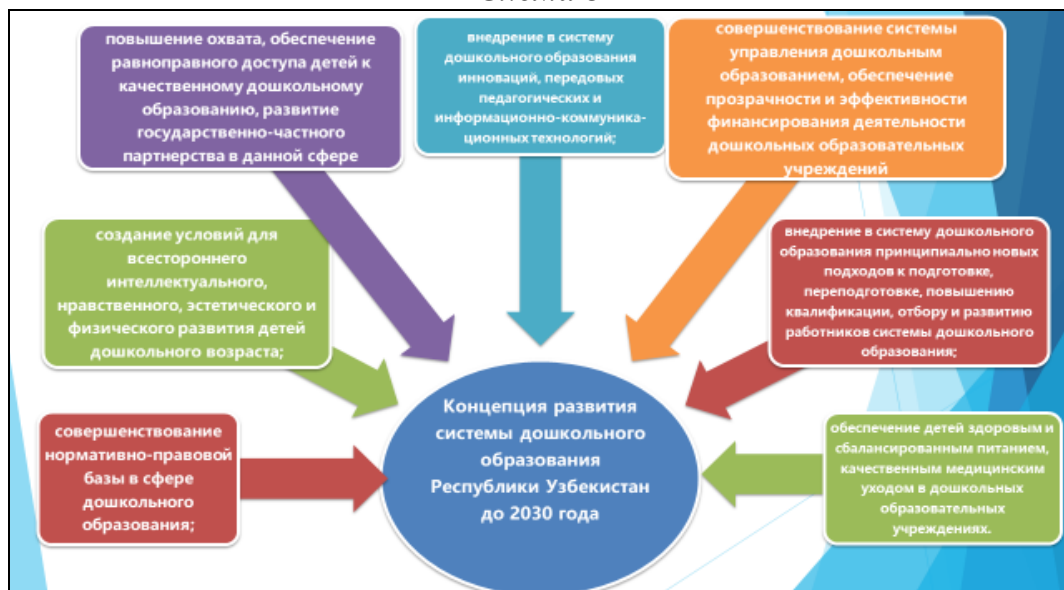 повышение охвата, обеспечение
равноправного доступа детей к
качественному дошкольному
образованию, развитие
государственно-частного
партнерства в данной сфере
внедрение в систему
дошкольного образования
инноваций, передовых
педагогических и
информационно-коммуника-
ционных технологий;
совершенствование системы
управления дошкольным
образованием, обеспечение
прозрачности и эффективности
финансирования деятельности
дошкольных образовательных
учреждений
создание условий для
всестороннего
интеллектуального,
нравственного, эстетического и
физического развития детей
дошкольного возраста;
внедрение в систему дошкольного
образования принципиально новых
подходов к подготовке,
переподготовке, повышению
квалификации, отбору и развитию
работников системы дошкольного
образования;
совершенствование
нормативно-правовой
базы в сфере
дошкольного
образования;
Концепция развития
системы дошкольного
образования
Республики Узбекистан
до 2030 года
обеспечение детей здоровым и
сбалансированным питанием,
качественным медицинским
уходом в дошкольных
образовательных
учреждениях.